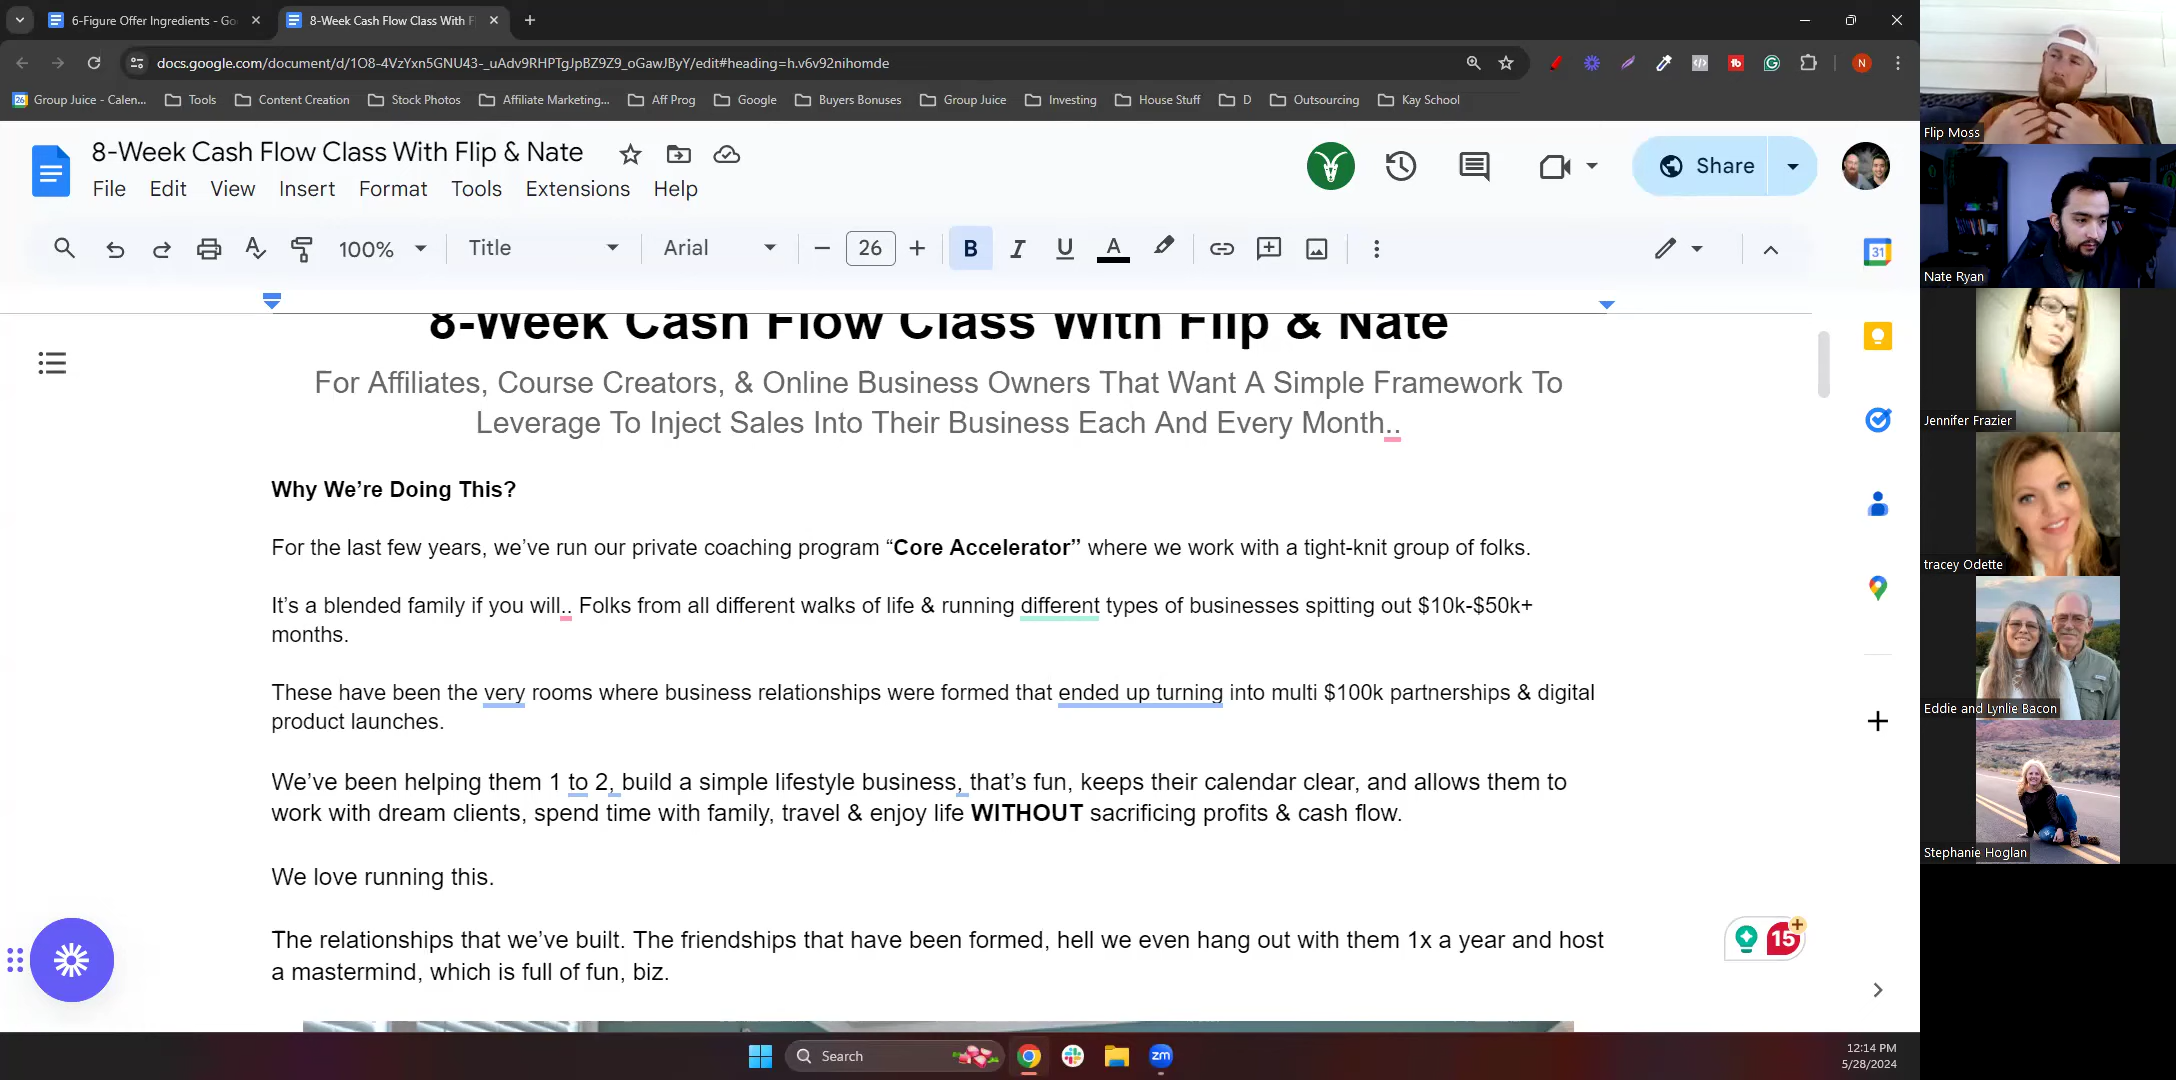 6-Figure Offer Ingredients - Go
8-Week Cash Flow Class With F
docs.google.com/document/d/1O8-4VzYxn5GNU43-_uAdv9RHPTgJpBZ9Z9_oGawJByY/edit#heading=h.v6v92nihomde
N
Group Juice - Calen...
Tools
Content Creation
Stock Photos
Affiliate Marketing...
Aff Prog
Google
Buyers Bonuses
Group Juice
Investing
House Stuff
D
Outsourcing
Kay School
8-Week Cash Flow Class With Flip & Nate
File Edit View Insert Format Tools Extensions Help
Share
100% Title Arial 26 B I U A
31
8-Week Cash Flow Class With Flip & Nate
For Affiliates, Course Creators, & Online Business Owners That Want A Simple Framework To
Leverage To Inject Sales Into Their Business Each And Every Month..
Why We’re Doing This?
For the last few years, we’ve run our private coaching program “Core Accelerator” where we work with a tight-knit group of folks.
It’s a blended family if you will.. Folks from all different walks of life & running different types of businesses spitting out $10k-$50k+
months.
These have been the very rooms where business relationships were formed that ended up turning into multi $100k partnerships & digital
product launches.
We’ve been helping them 1 to 2, build a simple lifestyle business, that’s fun, keeps their calendar clear, and allows them to
work with dream clients, spend time with family, travel & enjoy life WITHOUT sacrificing profits & cash flow.
We love running this.
The relationships that we’ve built. The friendships that have been formed, hell we even hang out with them 1x a year and host
a mastermind, which is full of fun, biz.
15
Search
zm
12:14 PM
5/28/2024
Flip Moss
Nate Ryan
Jennifer Frazier
tracey Odette
Eddie and Lynlie Bacon
Stephanie Hoglan